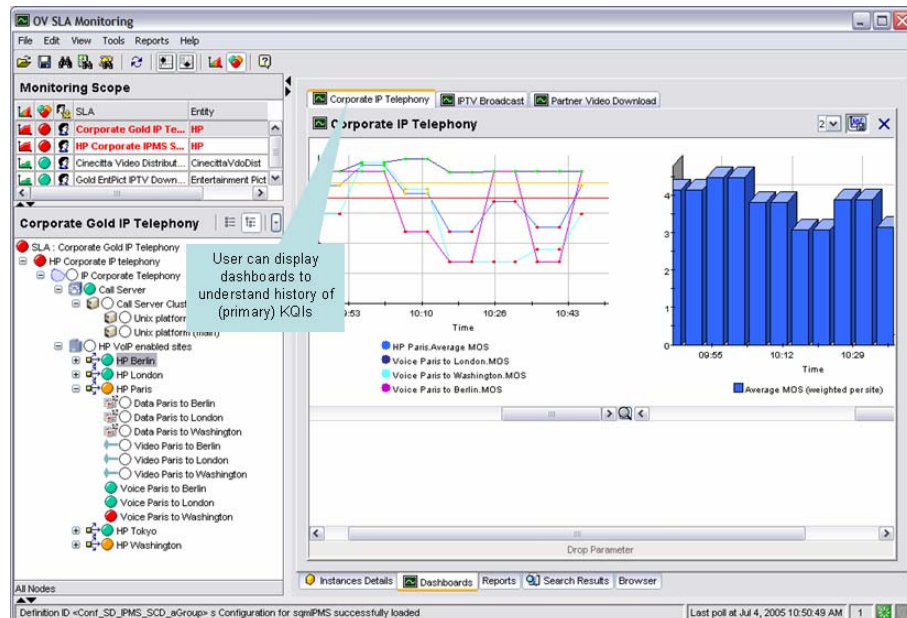 OV SLA Monitoring
File Edit View Tools Reports Help
Monitoring Scope
SLA Entity
Corporate Gold IP Te... HP
HP Corporate IPMS S... HP
Cinecitta Video Distribut... CinecittaVdoDist
Gold EntPict IPTV Down... Entertainment Pict
Corporate Gold IP Telephony
SLA : Corporate Gold IP Telephony
HP Corporate IP telephony
IP Corporate Telephony
Call Server
Call Server Clust
Unix platform
Unix platform (main)
HP VoIP enabled sites
HP Berlin
HP London
HP Paris
Data Paris to Berlin
Data Paris to London
Data Paris to Washington
Video Paris to Berlin
Video Paris to London
Video Paris to Washington
Voice Paris to Berlin
Voice Paris to London
Voice Paris to Washington
HP Tokyo
HP Washington
All Nodes
Corporate IP Telephony IPTV Broadcast Partner Video Download
Corporate IP Telephony 2
User can display
dashboards to
understand history of
(primary) KQIs
:53 10:10 10:26 10:43
Time
HP Paris.Average MOS
Voice Paris to London.MOS
Voice Paris to Washington.MOS
Voice Paris to Berlin.MOS
4
3
2
1
0
09:55 10:12 10:29
Time
Average MOS (weighted per site)
Drop Parameter
Instances Details Dashboards Reports Search Results Browser
Definition ID <Conf_SD_IPMS_SCD_aGroup> s Configuration for sqmIPMS successfully loaded Last poll at Jul 4, 2005 10:50:49 AM 1